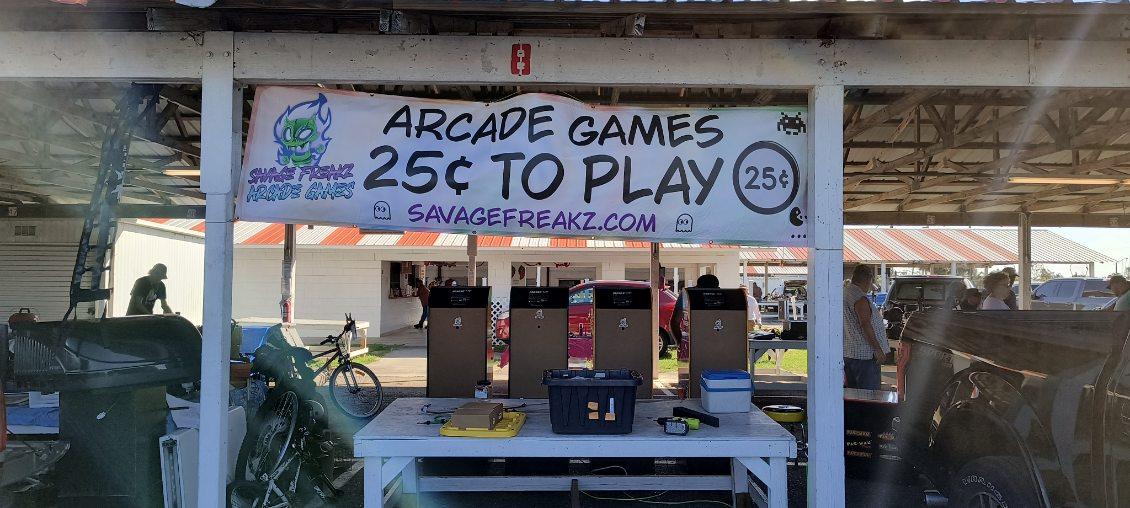 ARCADE GAMES
25¢ TO PLAY
25¢
SAVAGE FREAKZ
ARCADE GAMES
SAVAGEFREAKZ.COM